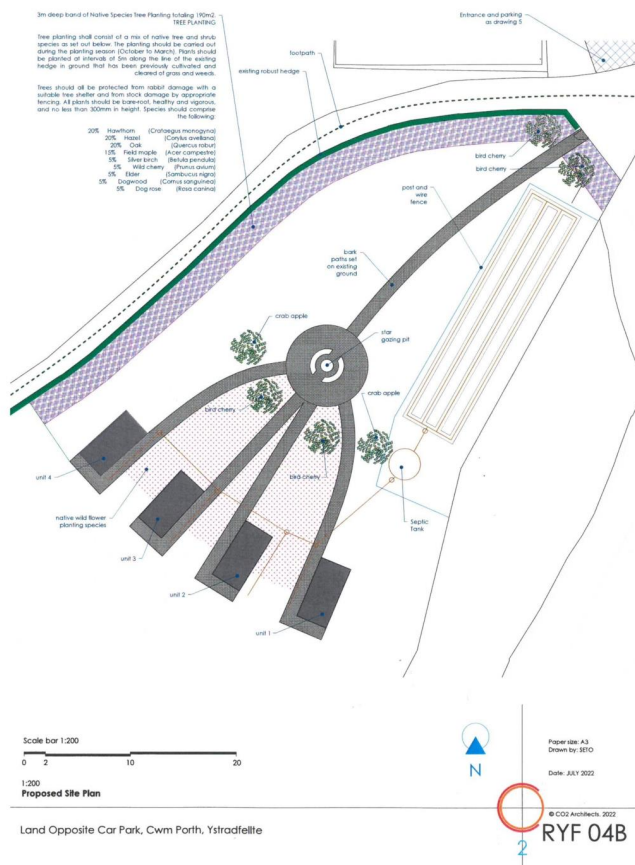 3m deep band of Native Species Tree Planting totaling 190m2.
TREE PLANTING
Tree planting shall consist of a mix of native tree and shrub
species as set out below. The planting should be carried out
during the planting season (October to March). Plants should
be planted at intervals of 5m along the line of the existing
hedge in ground that has been previously cultivated and
cleared of grass and weeds.
Trees should all be protected from rabbit damage with a
suitable tree shelter and from stock damage by appropriate
fencing. All plants should be bare-root, healthy and vigorous,
and no less than 300mm in height. Species should comprise
the following:
20% Hawthorn (Crataegus monogyna)
20% Hazel (Corylus avellana)
20% Oak (Quercus robur)
15% Field maple (Acer campestre)
5% Silver birch (Betula pendula)
5% Wild cherry (Prunus avium)
5% Elder (Sambucus nigra)
5% Dogwood (Cornus sanguinea)
5% Dog rose (Rosa canina)
footpath
existing robust hedge
Entrance and parking
as drawing 5
bird cherry
bird cherry
post and
wire
fence
bark
paths set
on existing
ground
crab apple
star
gazing pit
crab apple
bird cherry
bird cherry
unit 4
native wild flower
planting species
unit 3
unit 2
unit 1
Septic
Tank
Scale bar 1:200
0 2 10 20
1:200
Proposed Site Plan
N
Paper size: A3
Drawn by: SETO
Date: JULY 2022
© CO2 Architects. 2022
Land Opposite Car Park, Cwm Porth, Ystradfellte
2
RYF 04B